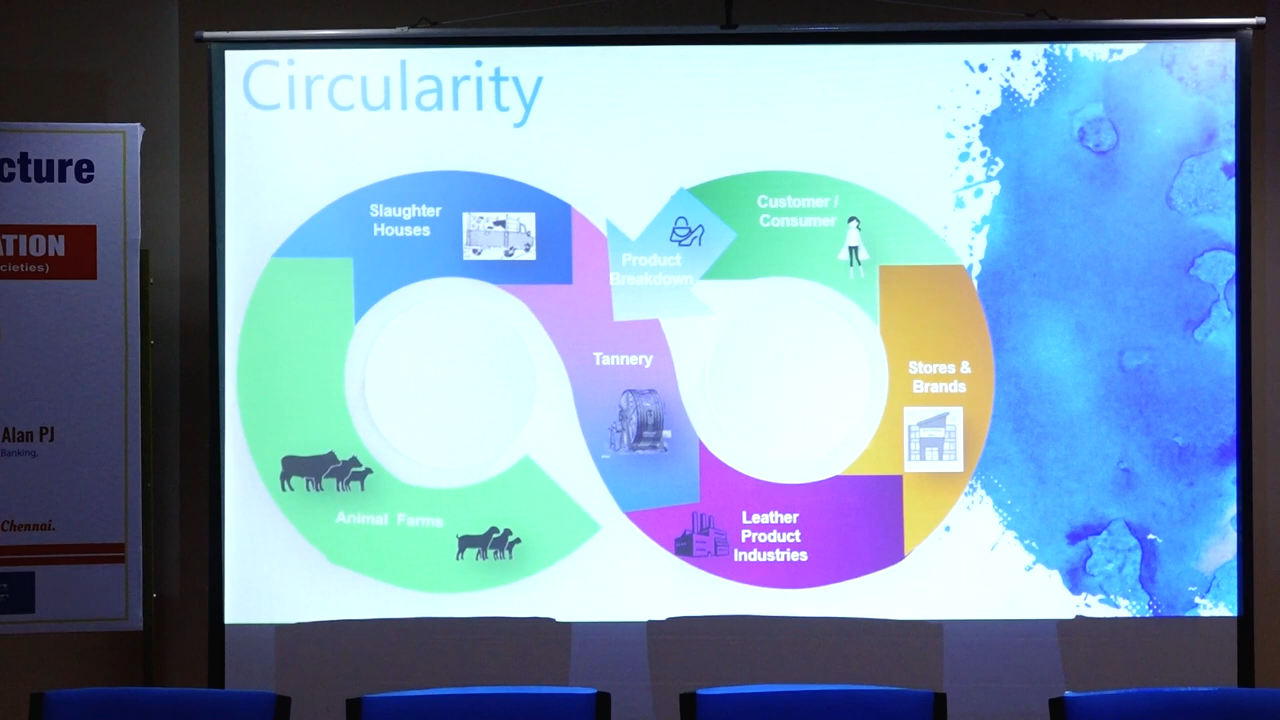 Circularity
Slaughter
Houses
Product
Breakdown
Customer /
Consumer
Tannery
Stores &
Brands
Animal Farms
Leather
Product
Industries
cture
ATION
cieties)
Alan PJ
Banking,
Chennai.